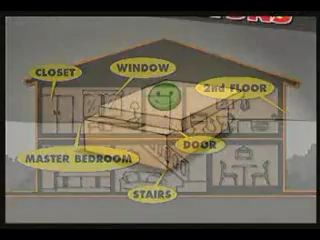 CLOSET
WINDOW
2nd FLOOR
MASTER BEDROOM
DOOR
STAIRS